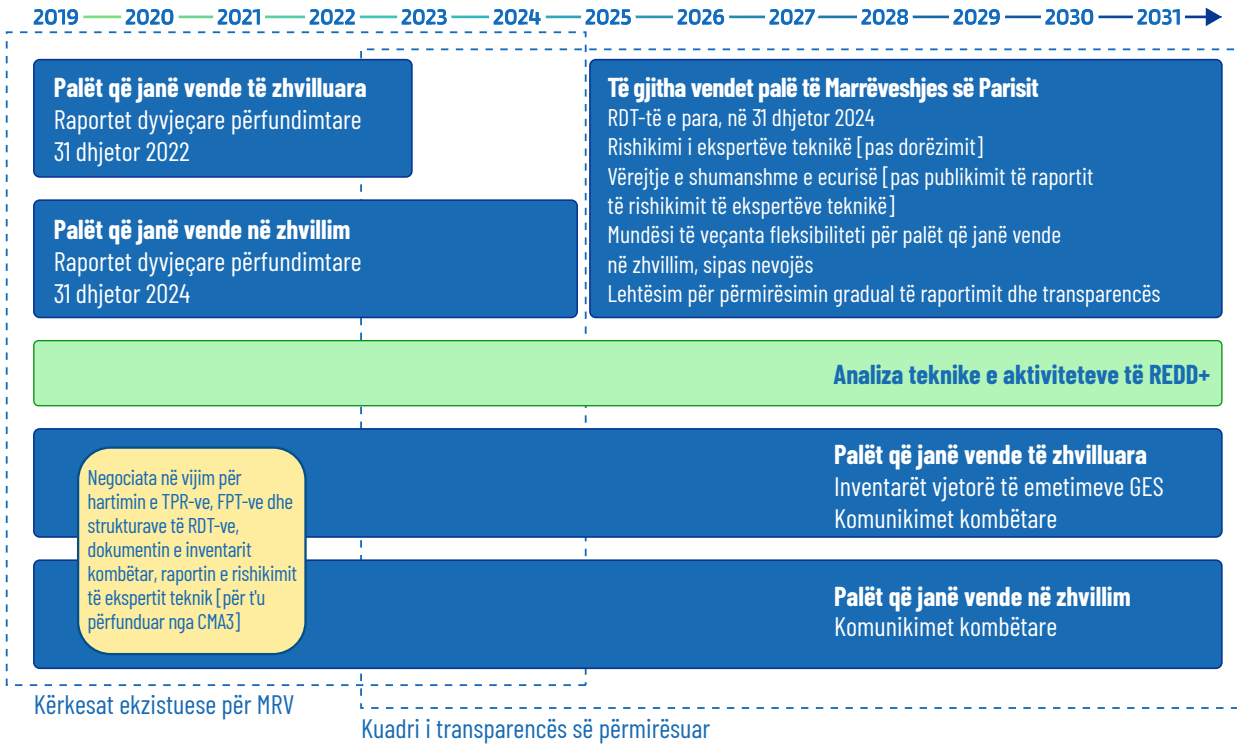 2019 2020 2021 2022 2023 2024 2025 2026 2027 2028 2029 2030 2031
Palët që janë vende të zhvilluara
Raportet dyvjeçare përfundimtare
31 dhjetor 2022
Palët që janë vende në zhvillim
Raportet dyvjeçare përfundimtare
31 dhjetor 2024
Të gjitha vendet palë të Marrëveshjes së Parisit
RDT-të e para, në 31 dhjetor 2024
Rishikimi i ekspertëve teknikë [pas dorëzimit]
Vërejtje e shumanshme e ecurisë [pas publikimit të raportit
të rishikimit të ekspertëve teknikë]
Mundësi të veçanta fleksibiliteti për palët që janë vende
në zhvillim, sipas nevojës
Lehtësim për përmirësimin gradual të raportimit dhe transparencës
Analiza teknike e aktiviteteve të REDD+
Negociata në vijim për
hartimin e TPR-ve, FPT-ve dhe
strukturave të RDT-ve,
dokumentin e inventarit
kombëtar, raportin e rishikimit
të ekspertit teknik [për t'u
përfunduar nga CMA3]
Palët që janë vende të zhvilluara
Inventarët vjetorë të emetimeve GES
Komunikimet kombëtare
Palët që janë vende në zhvillim
Komunikimet kombëtare
Kërkesat ekzistuese për MRV
Kuadri i transparencës së përmirësuar